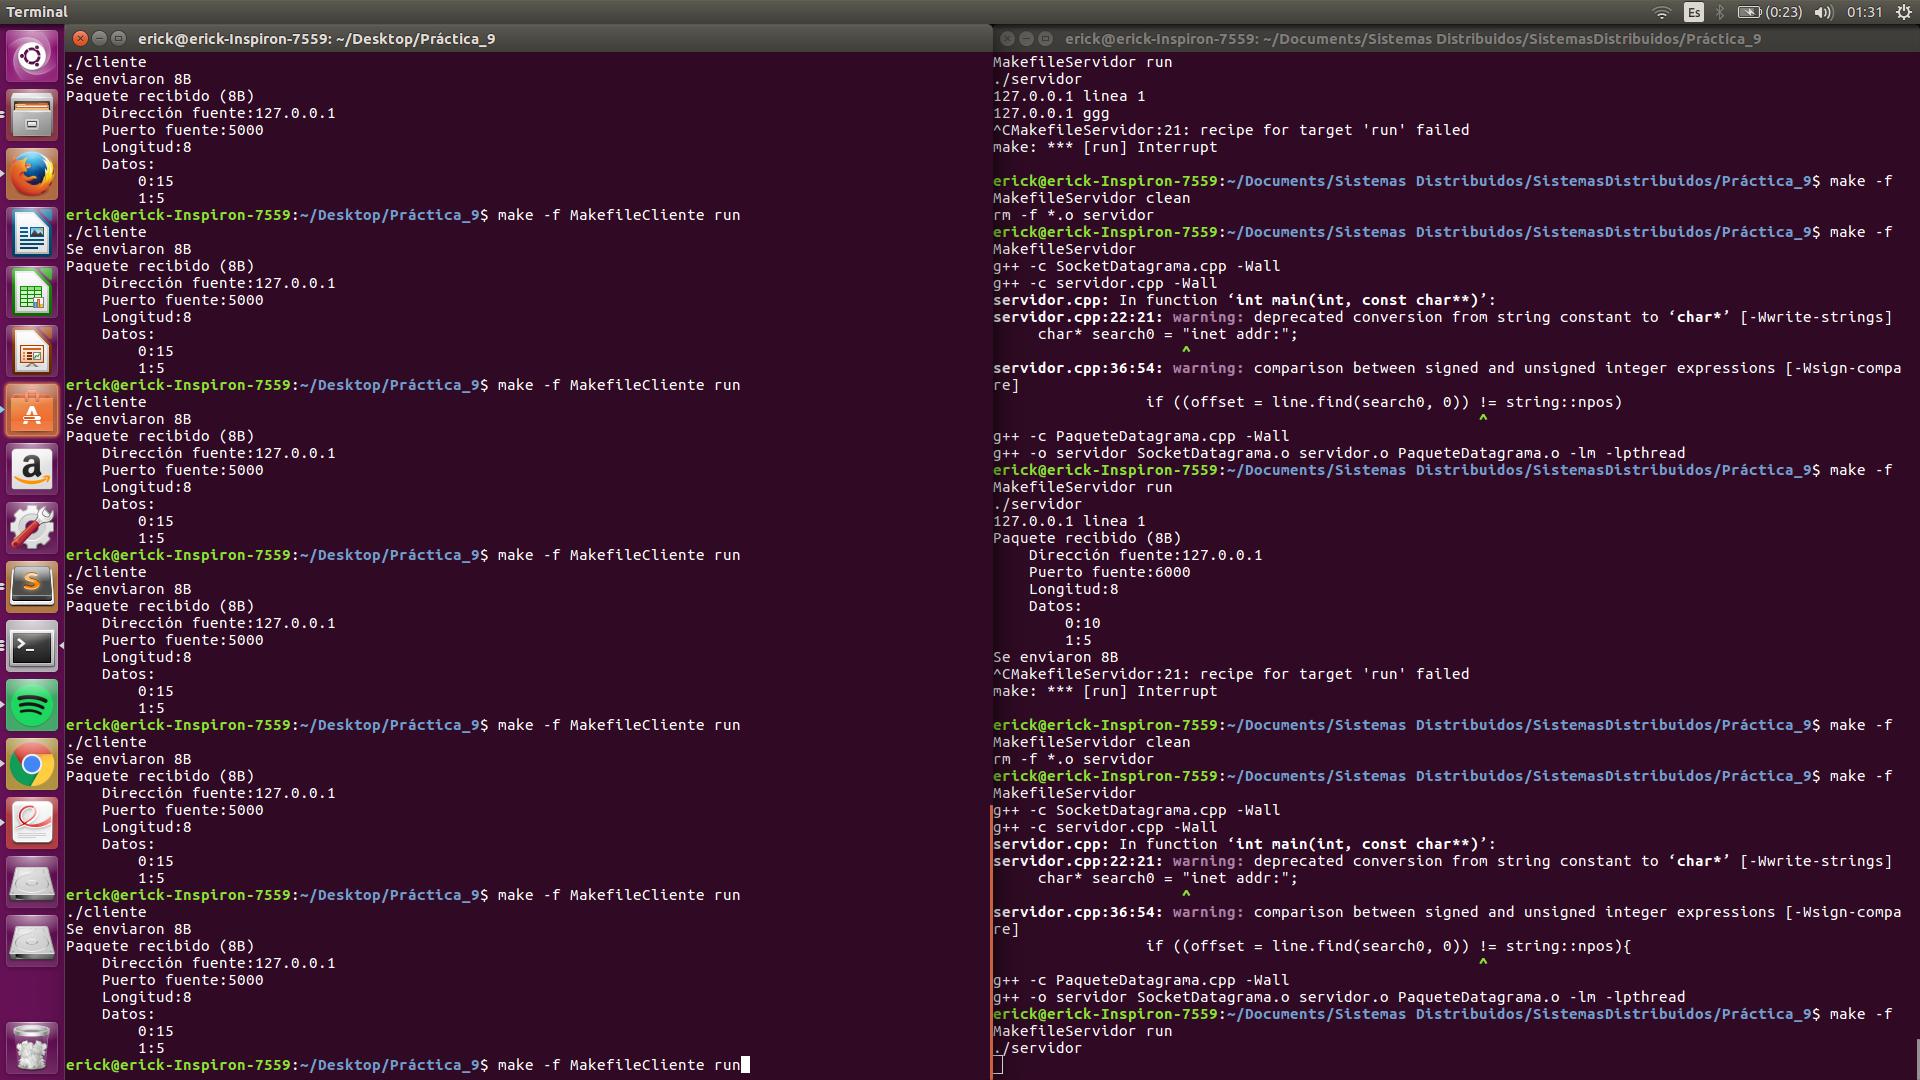 Terminal
Es
(0:23)
01:31
erick@erick-Inspiron-7559: ~/Desktop/Práctica_9
./cliente
Se enviaron 8B
Paquete recibido (8B)
    Dirección fuente:127.0.0.1
    Puerto fuente:5000
    Longitud:8
    Datos:
        0:15
        1:5
erick@erick-Inspiron-7559:~/Desktop/Práctica_9$ make -f MakefileCliente run
./cliente
Se enviaron 8B
Paquete recibido (8B)
    Dirección fuente:127.0.0.1
    Puerto fuente:5000
    Longitud:8
    Datos:
        0:15
        1:5
erick@erick-Inspiron-7559:~/Desktop/Práctica_9$ make -f MakefileCliente run
./cliente
Se enviaron 8B
Paquete recibido (8B)
    Dirección fuente:127.0.0.1
    Puerto fuente:5000
    Longitud:8
    Datos:
        0:15
        1:5
erick@erick-Inspiron-7559:~/Desktop/Práctica_9$ make -f MakefileCliente run
./cliente
Se enviaron 8B
Paquete recibido (8B)
    Dirección fuente:127.0.0.1
    Puerto fuente:5000
    Longitud:8
    Datos:
        0:15
        1:5
erick@erick-Inspiron-7559:~/Desktop/Práctica_9$ make -f MakefileCliente run
./cliente
Se enviaron 8B
Paquete recibido (8B)
    Dirección fuente:127.0.0.1
    Puerto fuente:5000
    Longitud:8
    Datos:
        0:15
        1:5
erick@erick-Inspiron-7559:~/Desktop/Práctica_9$ make -f MakefileCliente run
./cliente
Se enviaron 8B
Paquete recibido (8B)
    Dirección fuente:127.0.0.1
    Puerto fuente:5000
    Longitud:8
    Datos:
        0:15
        1:5
erick@erick-Inspiron-7559:~/Desktop/Práctica_9$ make -f MakefileCliente run
erick@erick-Inspiron-7559: ~/Documents/Sistemas Distribuidos/SistemasDistribuidos/Práctica_9
MakefileServidor run
./servidor
127.0.0.1 linea 1
127.0.0.1 ggg
^CMakefileServidor:21: recipe for target 'run' failed
make: *** [run] Interrupt
erick@erick-Inspiron-7559:~/Documents/Sistemas Distribuidos/SistemasDistribuidos/Práctica_9$ make -f
MakefileServidor clean
rm -f *.o servidor
erick@erick-Inspiron-7559:~/Documents/Sistemas Distribuidos/SistemasDistribuidos/Práctica_9$ make -f
MakefileServidor
g++ -c SocketDatagrama.cpp -Wall
g++ -c servidor.cpp -Wall
servidor.cpp: In function ‘int main(int, const char**)’:
servidor.cpp:22:21: warning: deprecated conversion from string constant to ‘char*’ [-Wwrite-strings]
     char* search0 = "inet addr:";
                     ^
servidor.cpp:36:54: warning: comparison between signed and unsigned integer expressions [-Wsign-compa
re]
                 if ((offset = line.find(search0, 0)) != string::npos)
                                                      ^
g++ -c PaqueteDatagrama.cpp -Wall
g++ -o servidor SocketDatagrama.o servidor.o PaqueteDatagrama.o -lm -lpthread
erick@erick-Inspiron-7559:~/Documents/Sistemas Distribuidos/SistemasDistribuidos/Práctica_9$ make -f
MakefileServidor run
./servidor
127.0.0.1 linea 1
Paquete recibido (8B)
    Dirección fuente:127.0.0.1
    Puerto fuente:6000
    Longitud:8
    Datos:
        0:10
        1:5
Se enviaron 8B
^CMakefileServidor:21: recipe for target 'run' failed
make: *** [run] Interrupt
erick@erick-Inspiron-7559:~/Documents/Sistemas Distribuidos/SistemasDistribuidos/Práctica_9$ make -f
MakefileServidor clean
rm -f *.o servidor
erick@erick-Inspiron-7559:~/Documents/Sistemas Distribuidos/SistemasDistribuidos/Práctica_9$ make -f
MakefileServidor
g++ -c SocketDatagrama.cpp -Wall
g++ -c servidor.cpp -Wall
servidor.cpp: In function ‘int main(int, const char**)’:
servidor.cpp:22:21: warning: deprecated conversion from string constant to ‘char*’ [-Wwrite-strings]
     char* search0 = "inet addr:";
                     ^
servidor.cpp:36:54: warning: comparison between signed and unsigned integer expressions [-Wsign-compa
re]
                 if ((offset = line.find(search0, 0)) != string::npos){
                                                      ^
g++ -c PaqueteDatagrama.cpp -Wall
g++ -o servidor SocketDatagrama.o servidor.o PaqueteDatagrama.o -lm -lpthread
erick@erick-Inspiron-7559:~/Documents/Sistemas Distribuidos/SistemasDistribuidos/Práctica_9$ make -f
MakefileServidor run
./servidor